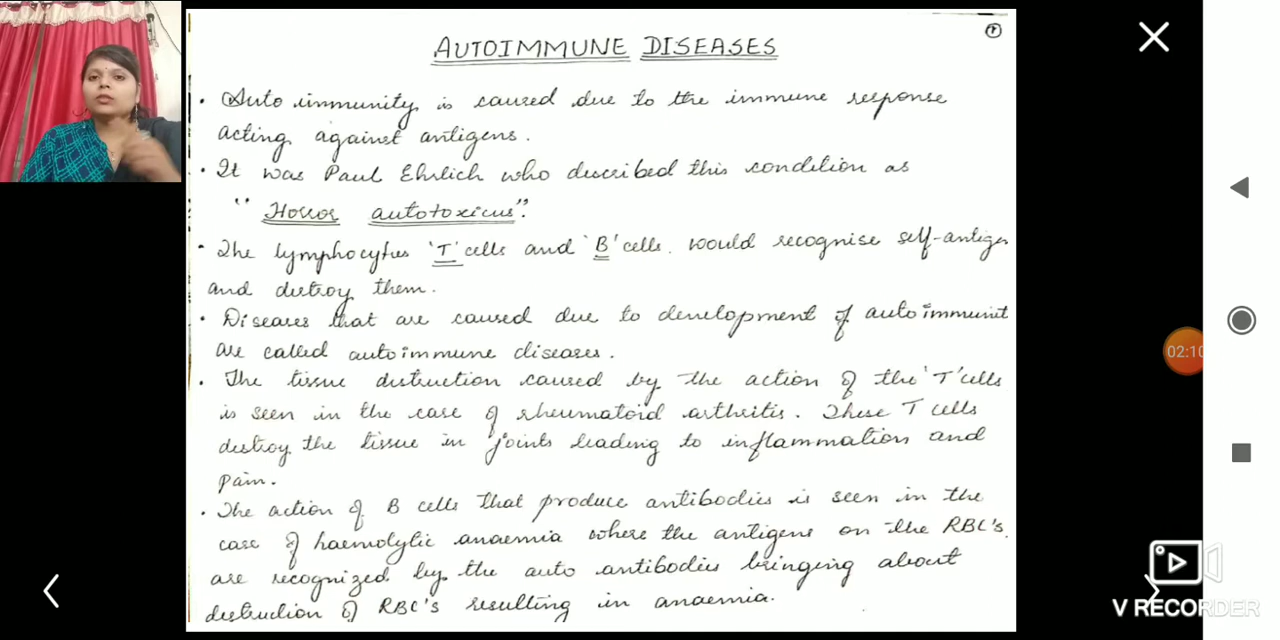 ①
AUTOIMMUNE DISEASES
• Auto immunity is caused due to the immune response
acting against antigens.
• It was Paul Ehrlich who described this condition as
"Horror autotoxicus".
• The lymphocytes 'T' cells and 'B' cells. would recognise self-antigen
and destroy them.
• Diseases that are caused due to development of autoimmunit
are called autoimmune diseases.
• The tissue destruction caused by the action of the 'T' cells
is seen in the case of rheumatoid arthritis. These T cells
destroy the tissue in joints leading to inflammation and
pain.
• The action of B cells that produce antibodies is seen in the
case of haemolytic anaemia where the antigens on the RBC's
are recognized by the auto antibodies bringing about
destruction of RBC's resulting in anaemia.
02:10
V RECORDER